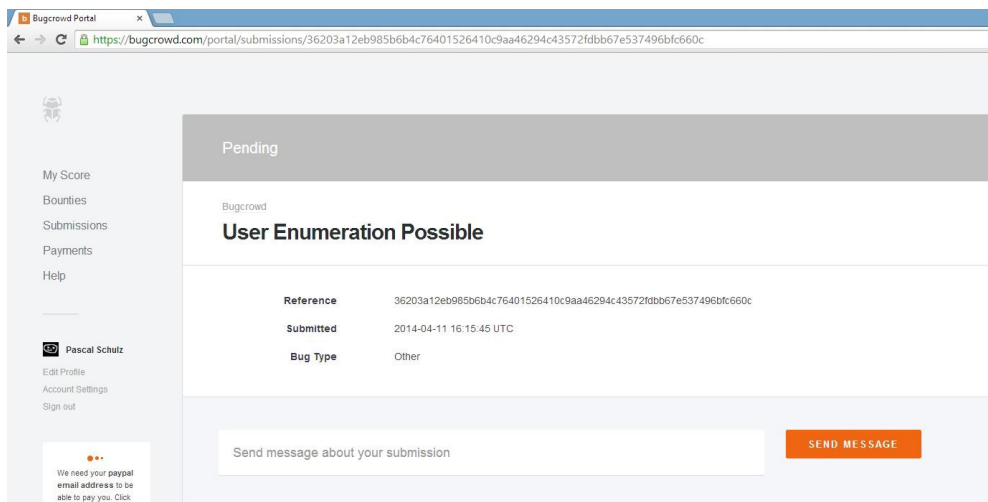 b Bugcrowd Portal
https://bugcrowd.com/portal/submissions/36203a12eb985b6b4c76401526410c9aa46294c43572fdbb67e537496bfc660c
Pending
My Score
Bounties
Submissions
Payments
Help
Pascal Schulz
Edit Profile
Account Settings
Sign out
We need your paypal
email address to be
able to pay you. Click
Bugcrowd
User Enumeration Possible
Reference 36203a12eb985b6b4c76401526410c9aa46294c43572fdbb67e537496bfc660c
Submitted 2014-04-11 16:15:45 UTC
Bug Type Other
Send message about your submission
SEND MESSAGE